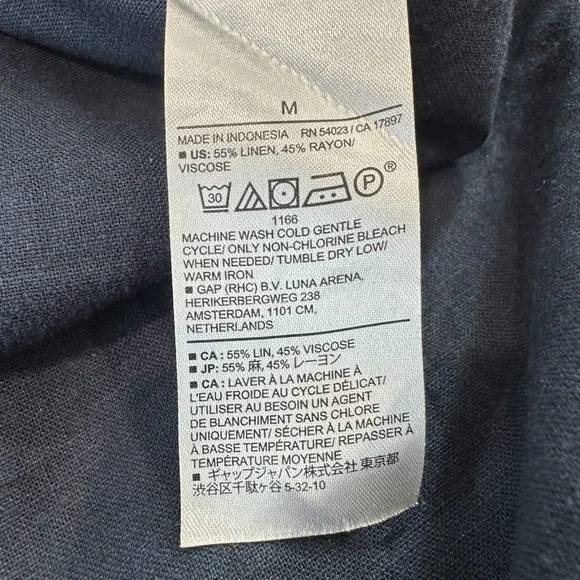 M
MADE IN INDONESIA RN 54023 / CA 17897
■ US: 55% LINEN, 45% RAYON/
VISCOSE
30 P®
1166
MACHINE WASH COLD GENTLE
CYCLE/ ONLY NON-CHLORINE BLEACH
WHEN NEEDED/ TUMBLE DRY LOW/
WARM IRON
■ GAP (RHC) B.V. LUNA ARENA,
HERIKERBERGWEG 238
AMSTERDAM, 1101 CM,
NETHERLANDS
■ CA : 55% LIN, 45% VISCOSE
■ JP: 55% 麻, 45% レーヨン
■ CA : LAVER À LA MACHINE À
L'EAU FROIDE AU CYCLE DÉLICAT/
UTILISER AU BESOIN UN AGENT
DE BLANCHIMENT SANS CHLORE
UNIQUEMENT/ SÉCHER À LA MACHINE
À BASSE TEMPÉRATURE/ REPASSER À
TEMPÉRATURE MOYENNE
■ ギャップジャパン株式会社 東京都
渋谷区千駄ヶ谷 5-32-10